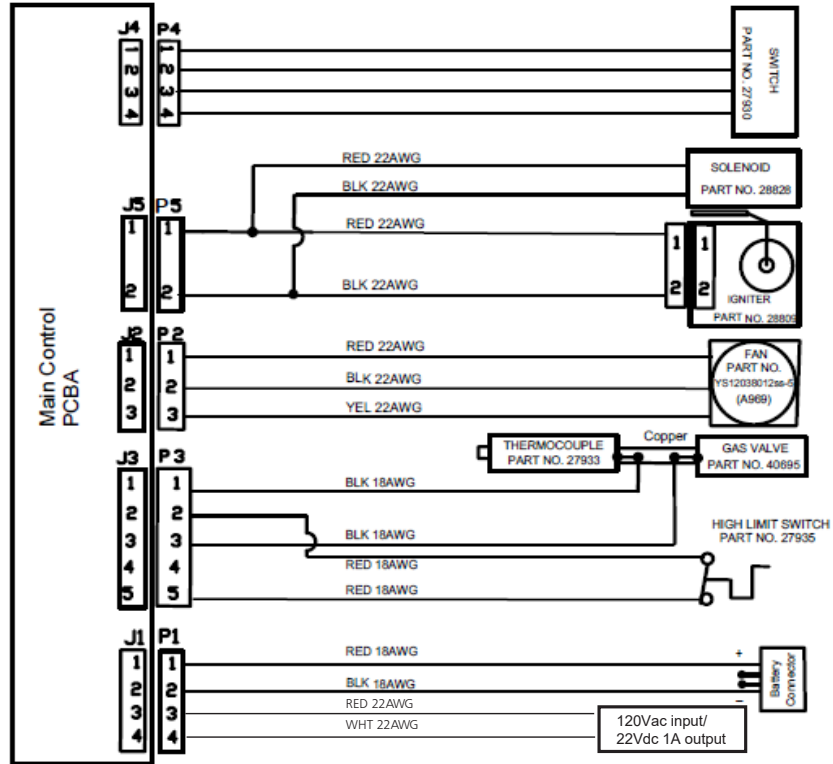 J4 P4
1 1
2 2
3 3
4 4
SWITCH
PART NO. 27930
RED 22AWG
BLK 22AWG
SOLENOID
PART NO. 28828
J5 P5
1 1
2 2
RED 22AWG
BLK 22AWG
1 1
2 2
IGNITER
PART NO. 28809
Main Control
PCBA
J2 P2
1 1
2 2
3 3
RED 22AWG
BLK 22AWG
YEL 22AWG
FAN
PART NO.
YS12038012ss-5
(A969)
J3 P3
1 1
2 2
3 3
4 4
5 5
THERMOCOUPLE
PART NO. 27933
Copper
GAS VALVE
PART NO. 40695
BLK 18AWG
BLK 18AWG
RED 18AWG
RED 18AWG
HIGH LIMIT SWITCH
PART NO. 27935
J1 P1
1 1
2 2
3 3
4 4
RED 18AWG
BLK 18AWG
RED 22AWG
WHT 22AWG
+
–
Battery
Connector
120Vac input/
22Vdc 1A output